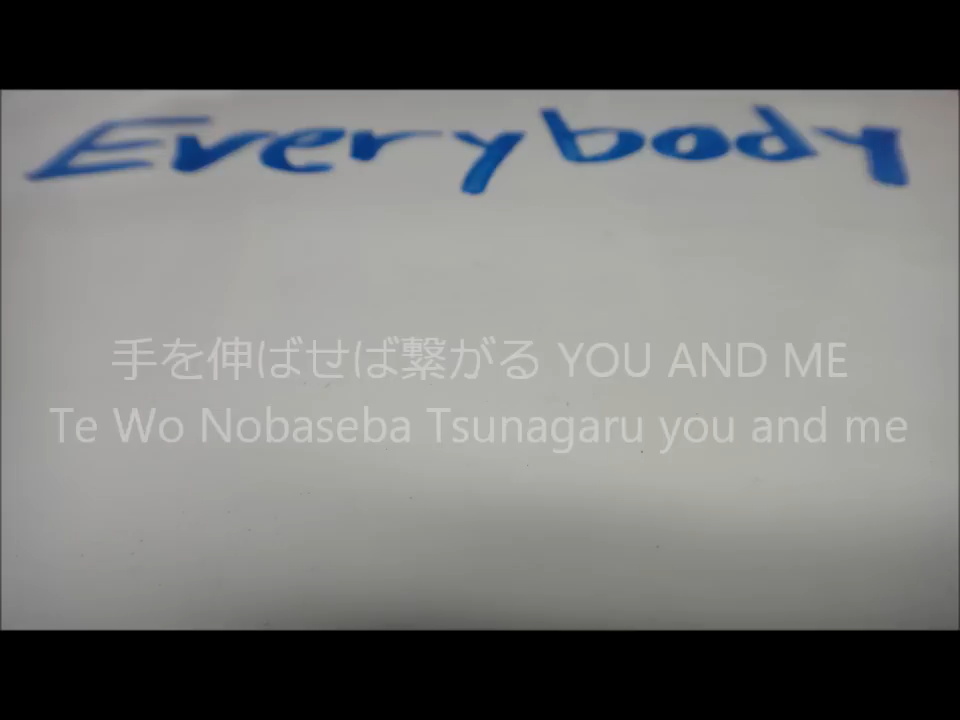 Everybody
手を伸ばせば繋がる YOU AND ME
Te Wo Nobaseba Tsunagaru you and me